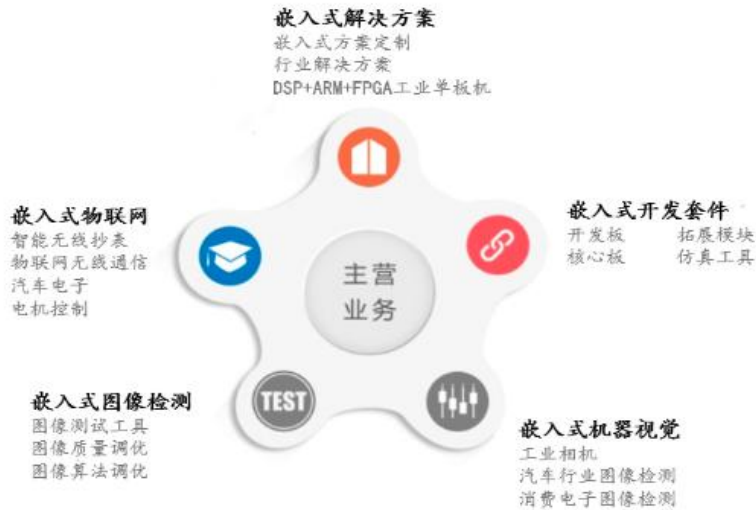 嵌入式解决方案
嵌入式方案定制
行业解决方案
DSP+ARM+FPGA工业单板机
嵌入式物联网
智能无线抄表
物联网无线通信
汽车电子
电机控制
嵌入式开发套件
开发板 拓展模块
核心板 仿真工具
主营
业务
嵌入式图像检测
图像测试工具
图像质量调优
图像算法调优
TEST
嵌入式机器视觉
工业相机
汽车行业图像检测
消费电子图像检测